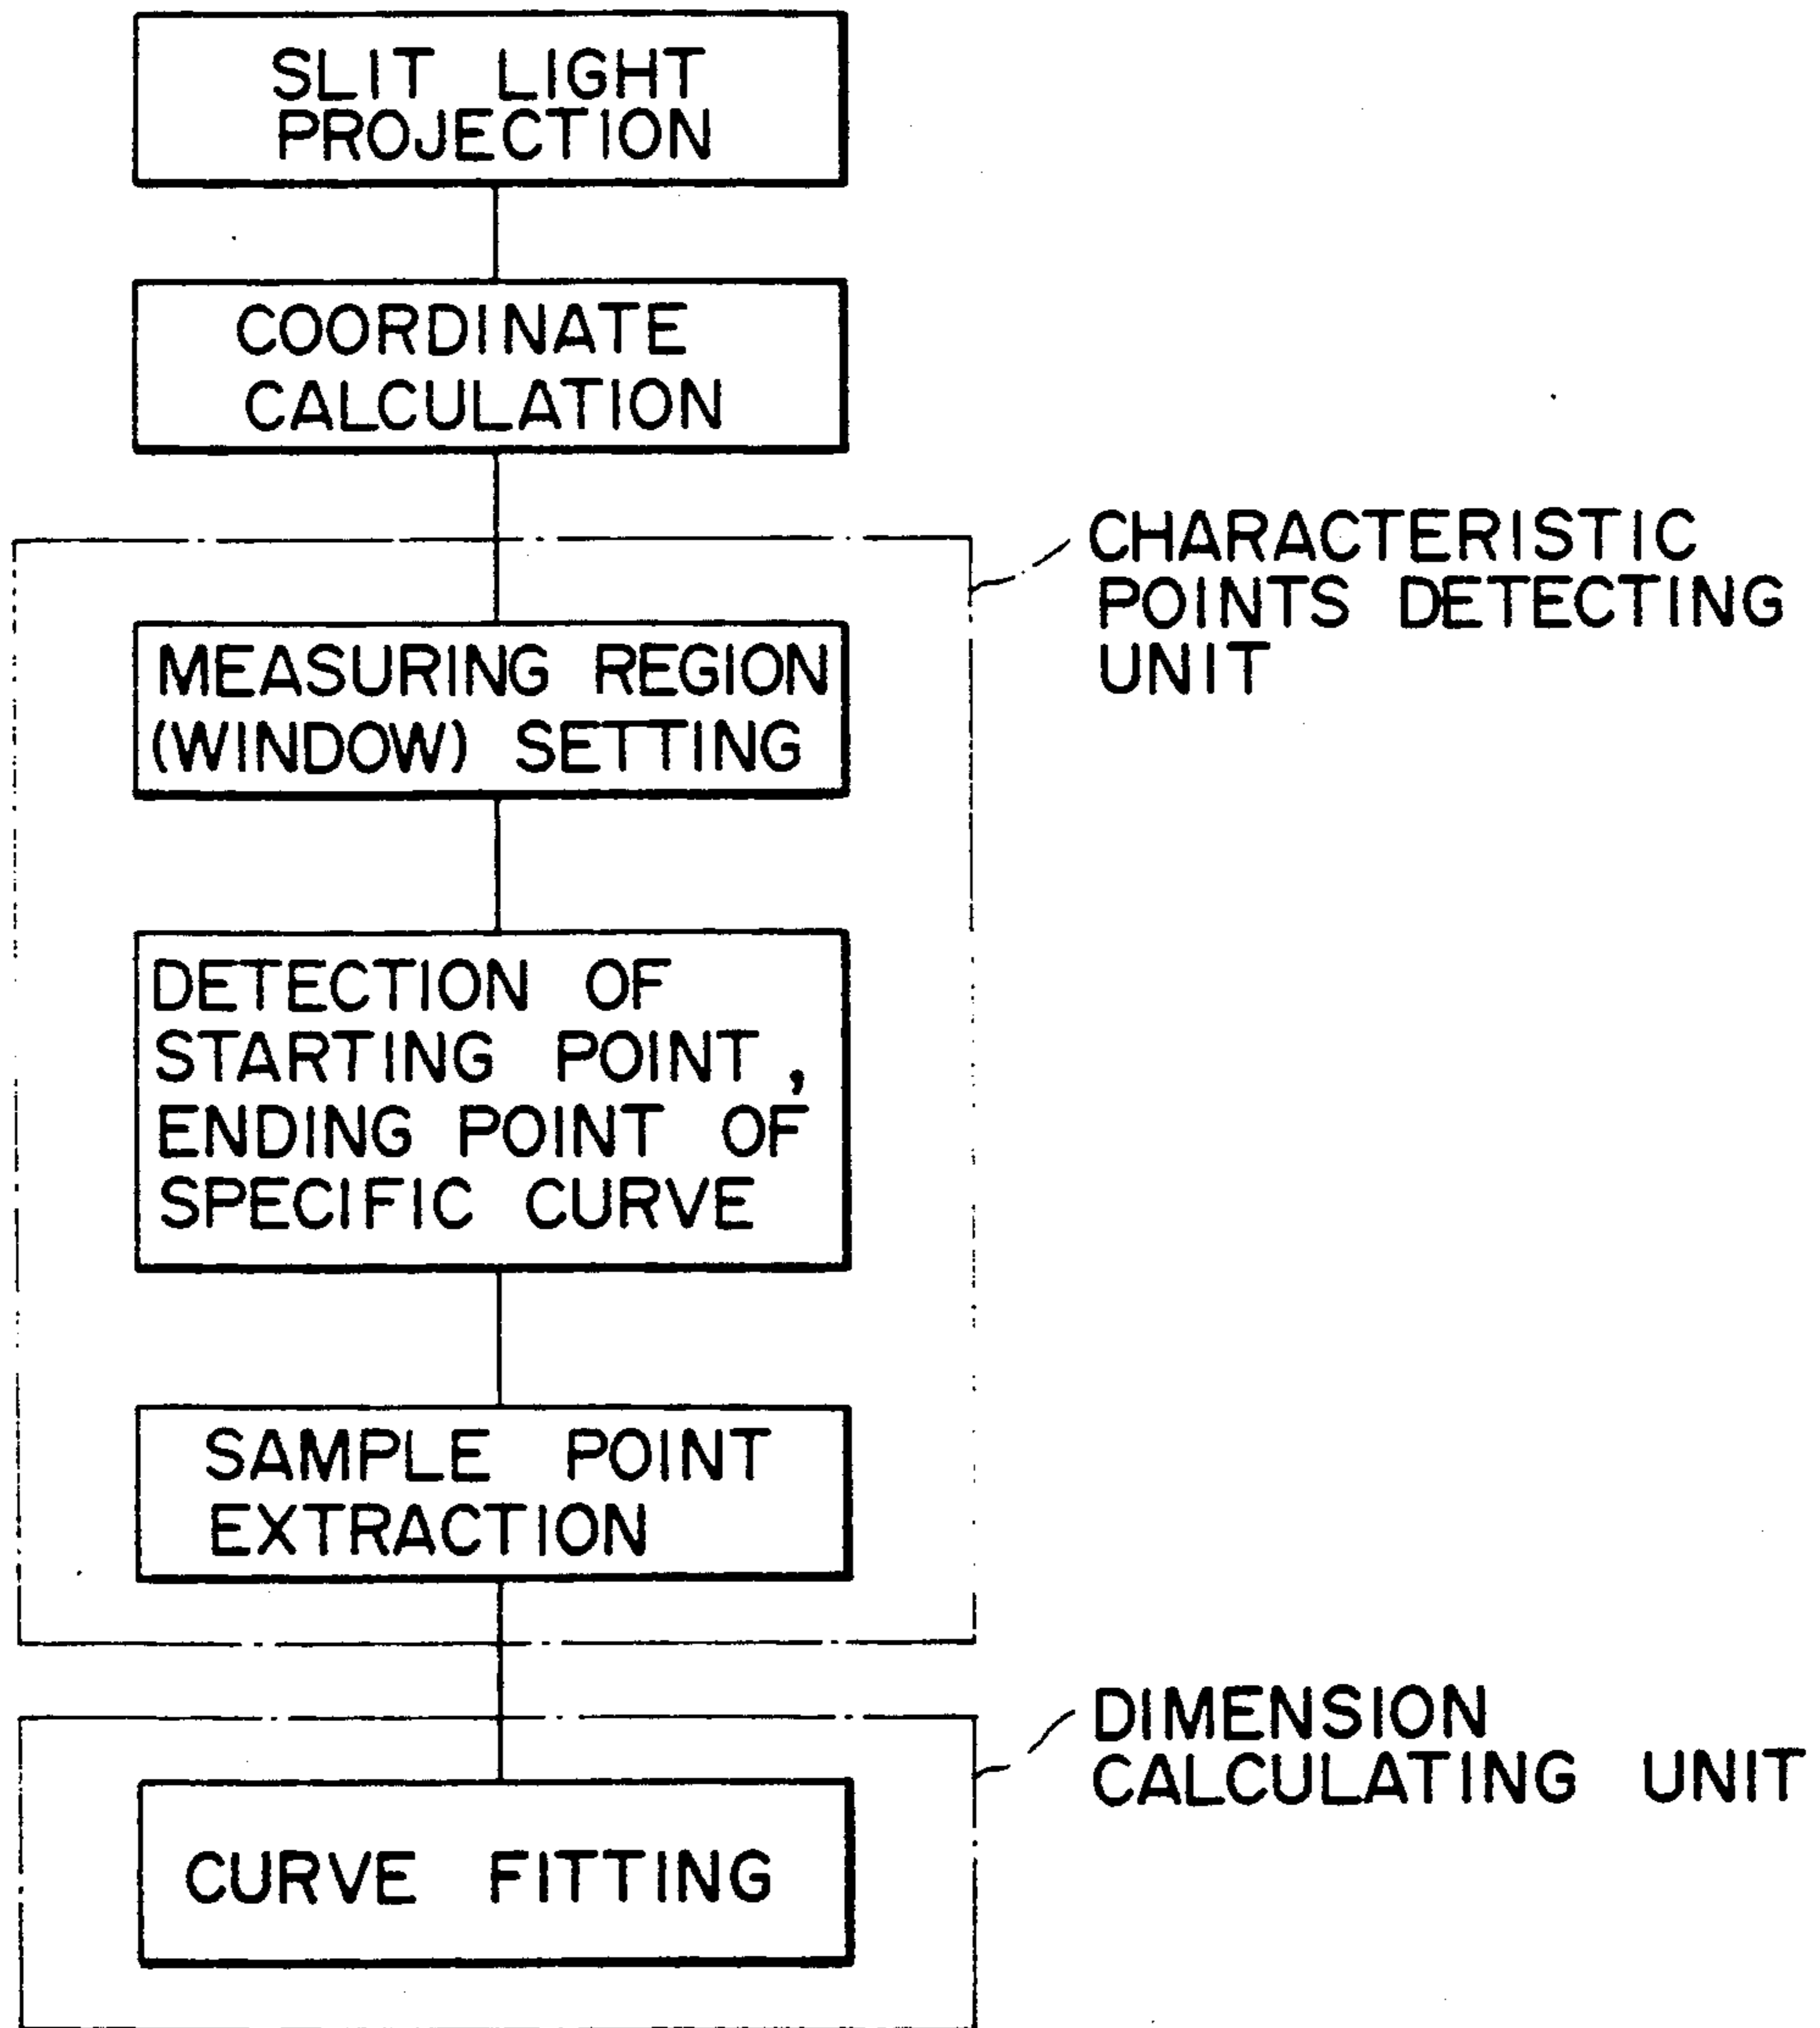 SLIT LIGHT
PROJECTION
COORDINATE
CALCULATION
CHARACTERISTIC
POINTS DETECTING
UNIT
MEASURING REGION
(WINDOW) SETTING
DETECTION OF
STARTING POINT,
ENDING POINT OF
SPECIFIC CURVE
SAMPLE POINT
EXTRACTION
DIMENSION
CALCULATING UNIT
CURVE FITTING